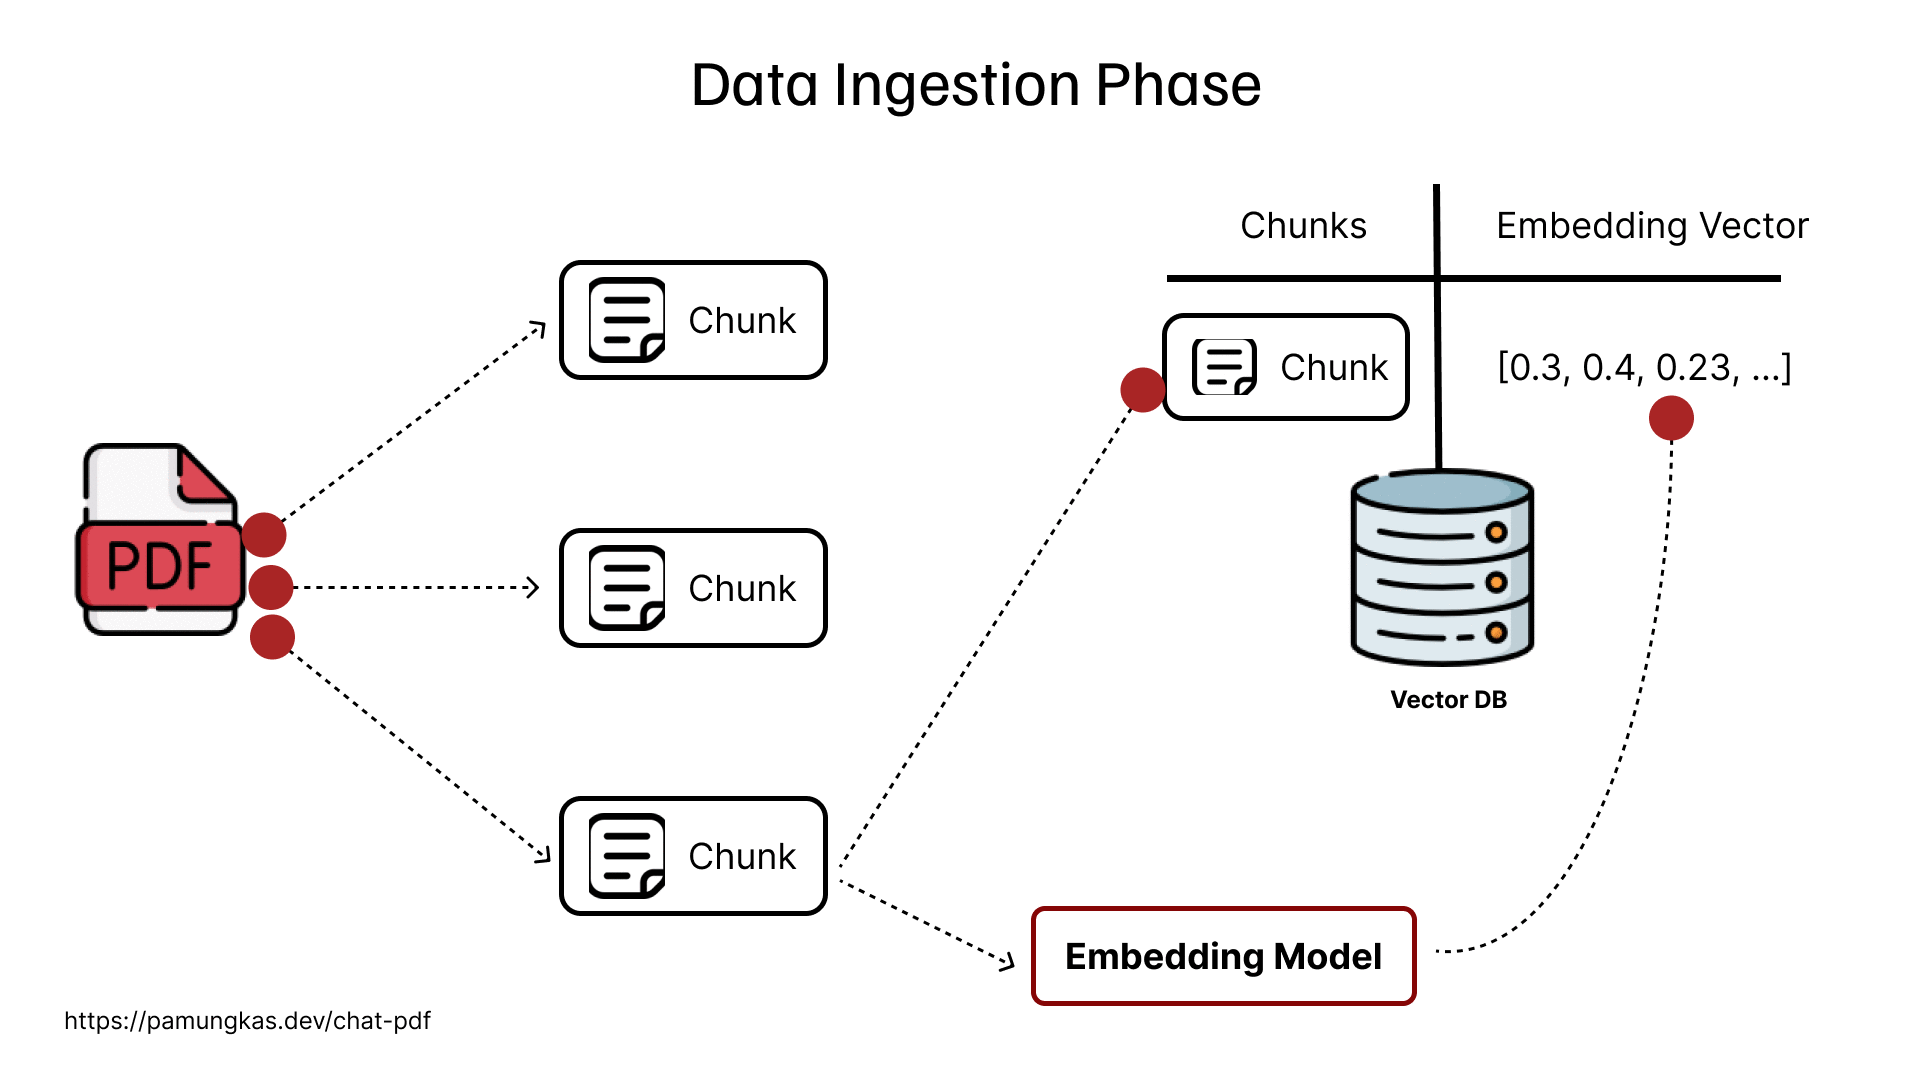 Data Ingestion Phase
Chunks
Embedding Vector
Chunk
Chunk
[0.3, 0.4, 0.23, ...]
PDF
Chunk
Vector DB
Chunk
Embedding Model
https://pamungkas.dev/chat-pdf